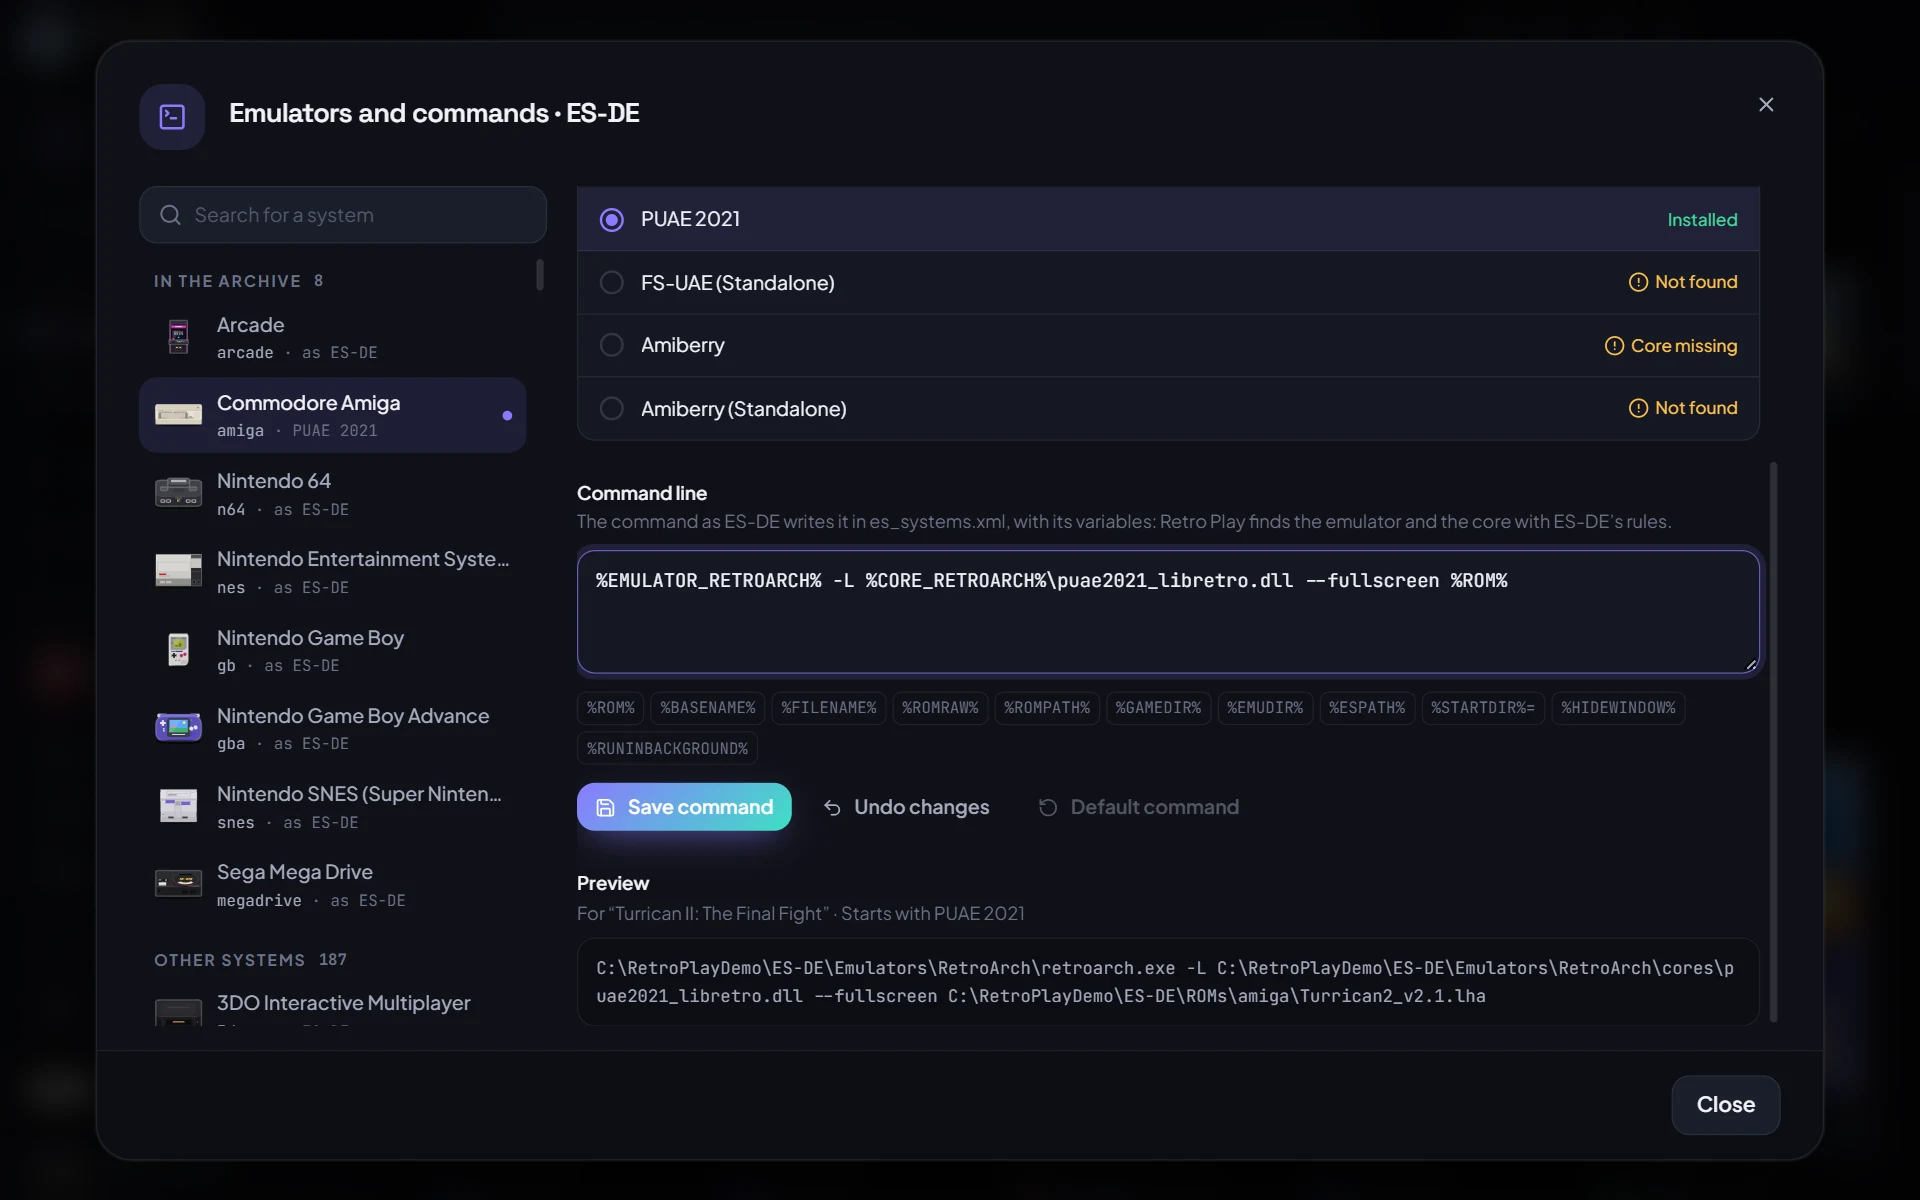 Emulators and commands · ES-DE
Search for a system
IN THE ARCHIVE 8
Arcade
arcade · as ES-DE
Commodore Amiga
amiga · PUAE 2021
Nintendo 64
n64 · as ES-DE
Nintendo Entertainment Syste...
nes · as ES-DE
Nintendo Game Boy
gb · as ES-DE
Nintendo Game Boy Advance
gba · as ES-DE
Nintendo SNES (Super Ninten...
snes · as ES-DE
Sega Mega Drive
megadrive · as ES-DE
OTHER SYSTEMS 187
3DO Interactive Multiplayer
PUAE 2021 Installed
FS-UAE (Standalone) Not found
Amiberry Core missing
Amiberry (Standalone) Not found
Command line
The command as ES-DE writes it in es_systems.xml, with its variables: Retro Play finds the emulator and the core with ES-DE's rules.
%EMULATOR_RETROARCH% -L %CORE_RETROARCH%\puae2021_libretro.dll --fullscreen %ROM%
%ROM% %BASENAME% %FILENAME% %ROMRAW% %ROMPATH% %GAMEDIR% %EMUDIR% %ESPATH% %STARTDIR%= %HIDEWINDOW%
%RUNINBACKGROUND%
Save command Undo changes Default command
Preview
For “Turrican II: The Final Fight” · Starts with PUAE 2021
C:\RetroPlayDemo\ES-DE\Emulators\RetroArch\retroarch.exe -L C:\RetroPlayDemo\ES-DE\Emulators\RetroArch\cores\p
uae2021_libretro.dll --fullscreen C:\RetroPlayDemo\ES-DE\ROMs\amiga\Turrican2_v2.1.lha
Close